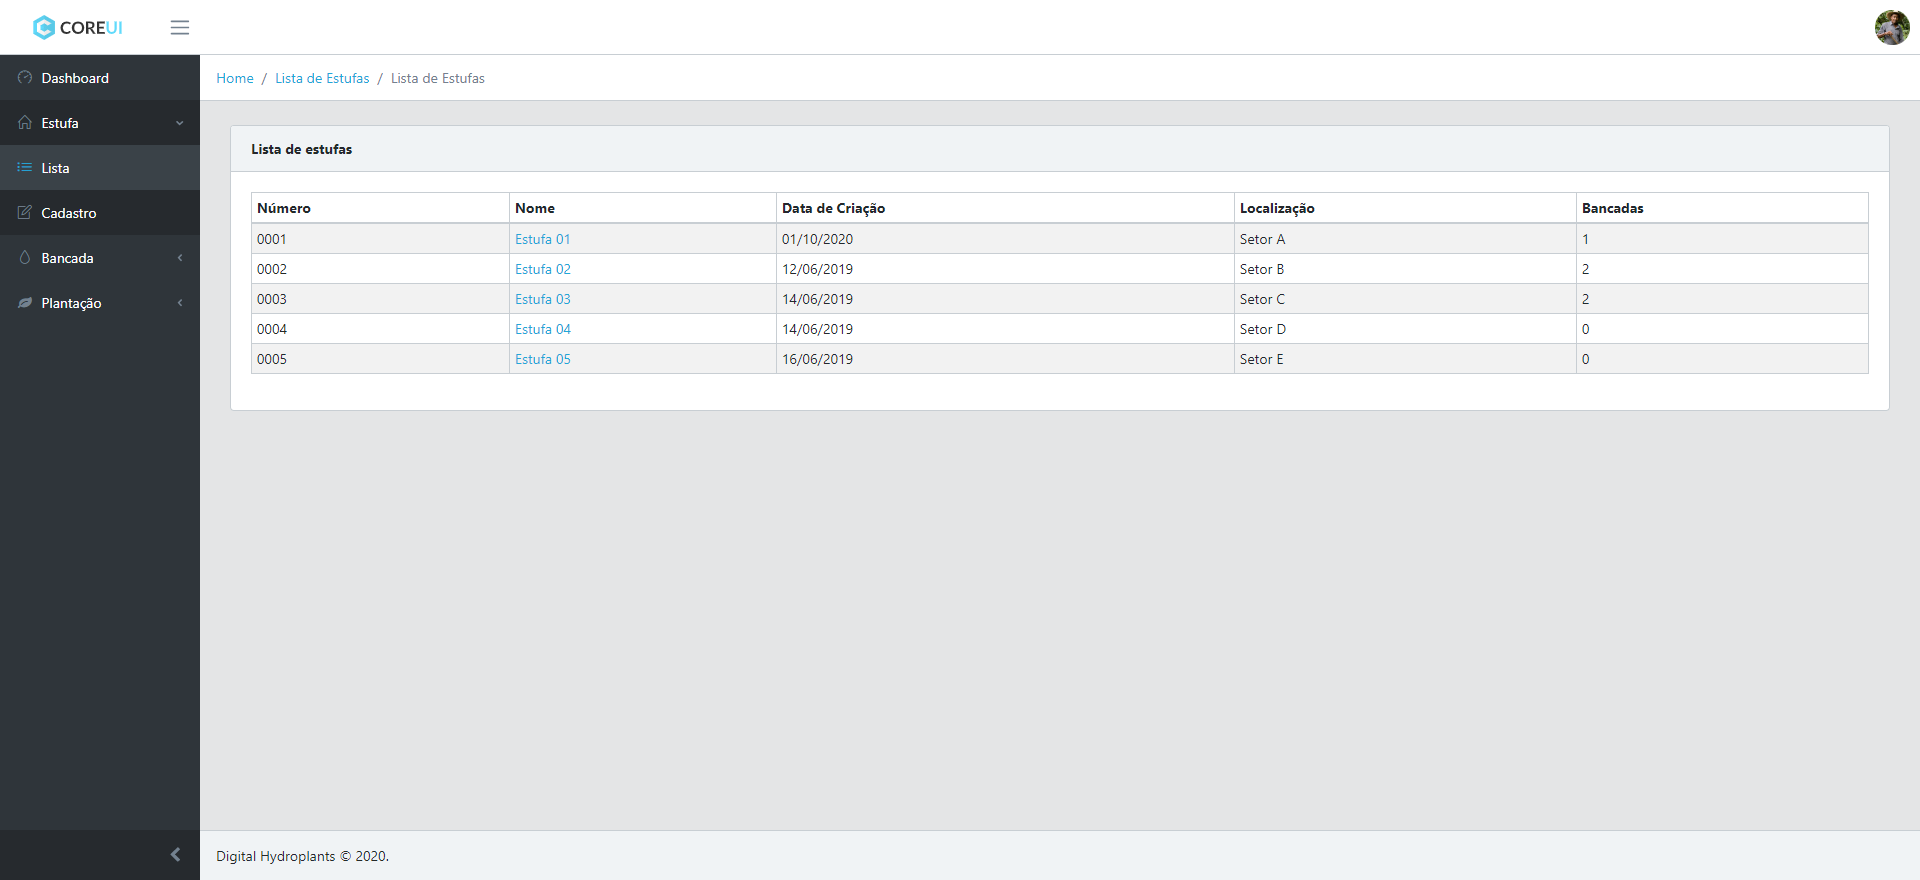 COREUI
Dashboard
Estufa
Lista
Cadastro
Bancada
Plantação
Home / Lista de Estufas / Lista de Estufas
Lista de estufas
Número Nome Data de Criação Localização Bancadas
0001 Estufa 01 01/10/2020 Setor A 1
0002 Estufa 02 12/06/2019 Setor B 2
0003 Estufa 03 14/06/2019 Setor C 2
0004 Estufa 04 14/06/2019 Setor D 0
0005 Estufa 05 16/06/2019 Setor E 0
Digital Hydroplants © 2020.